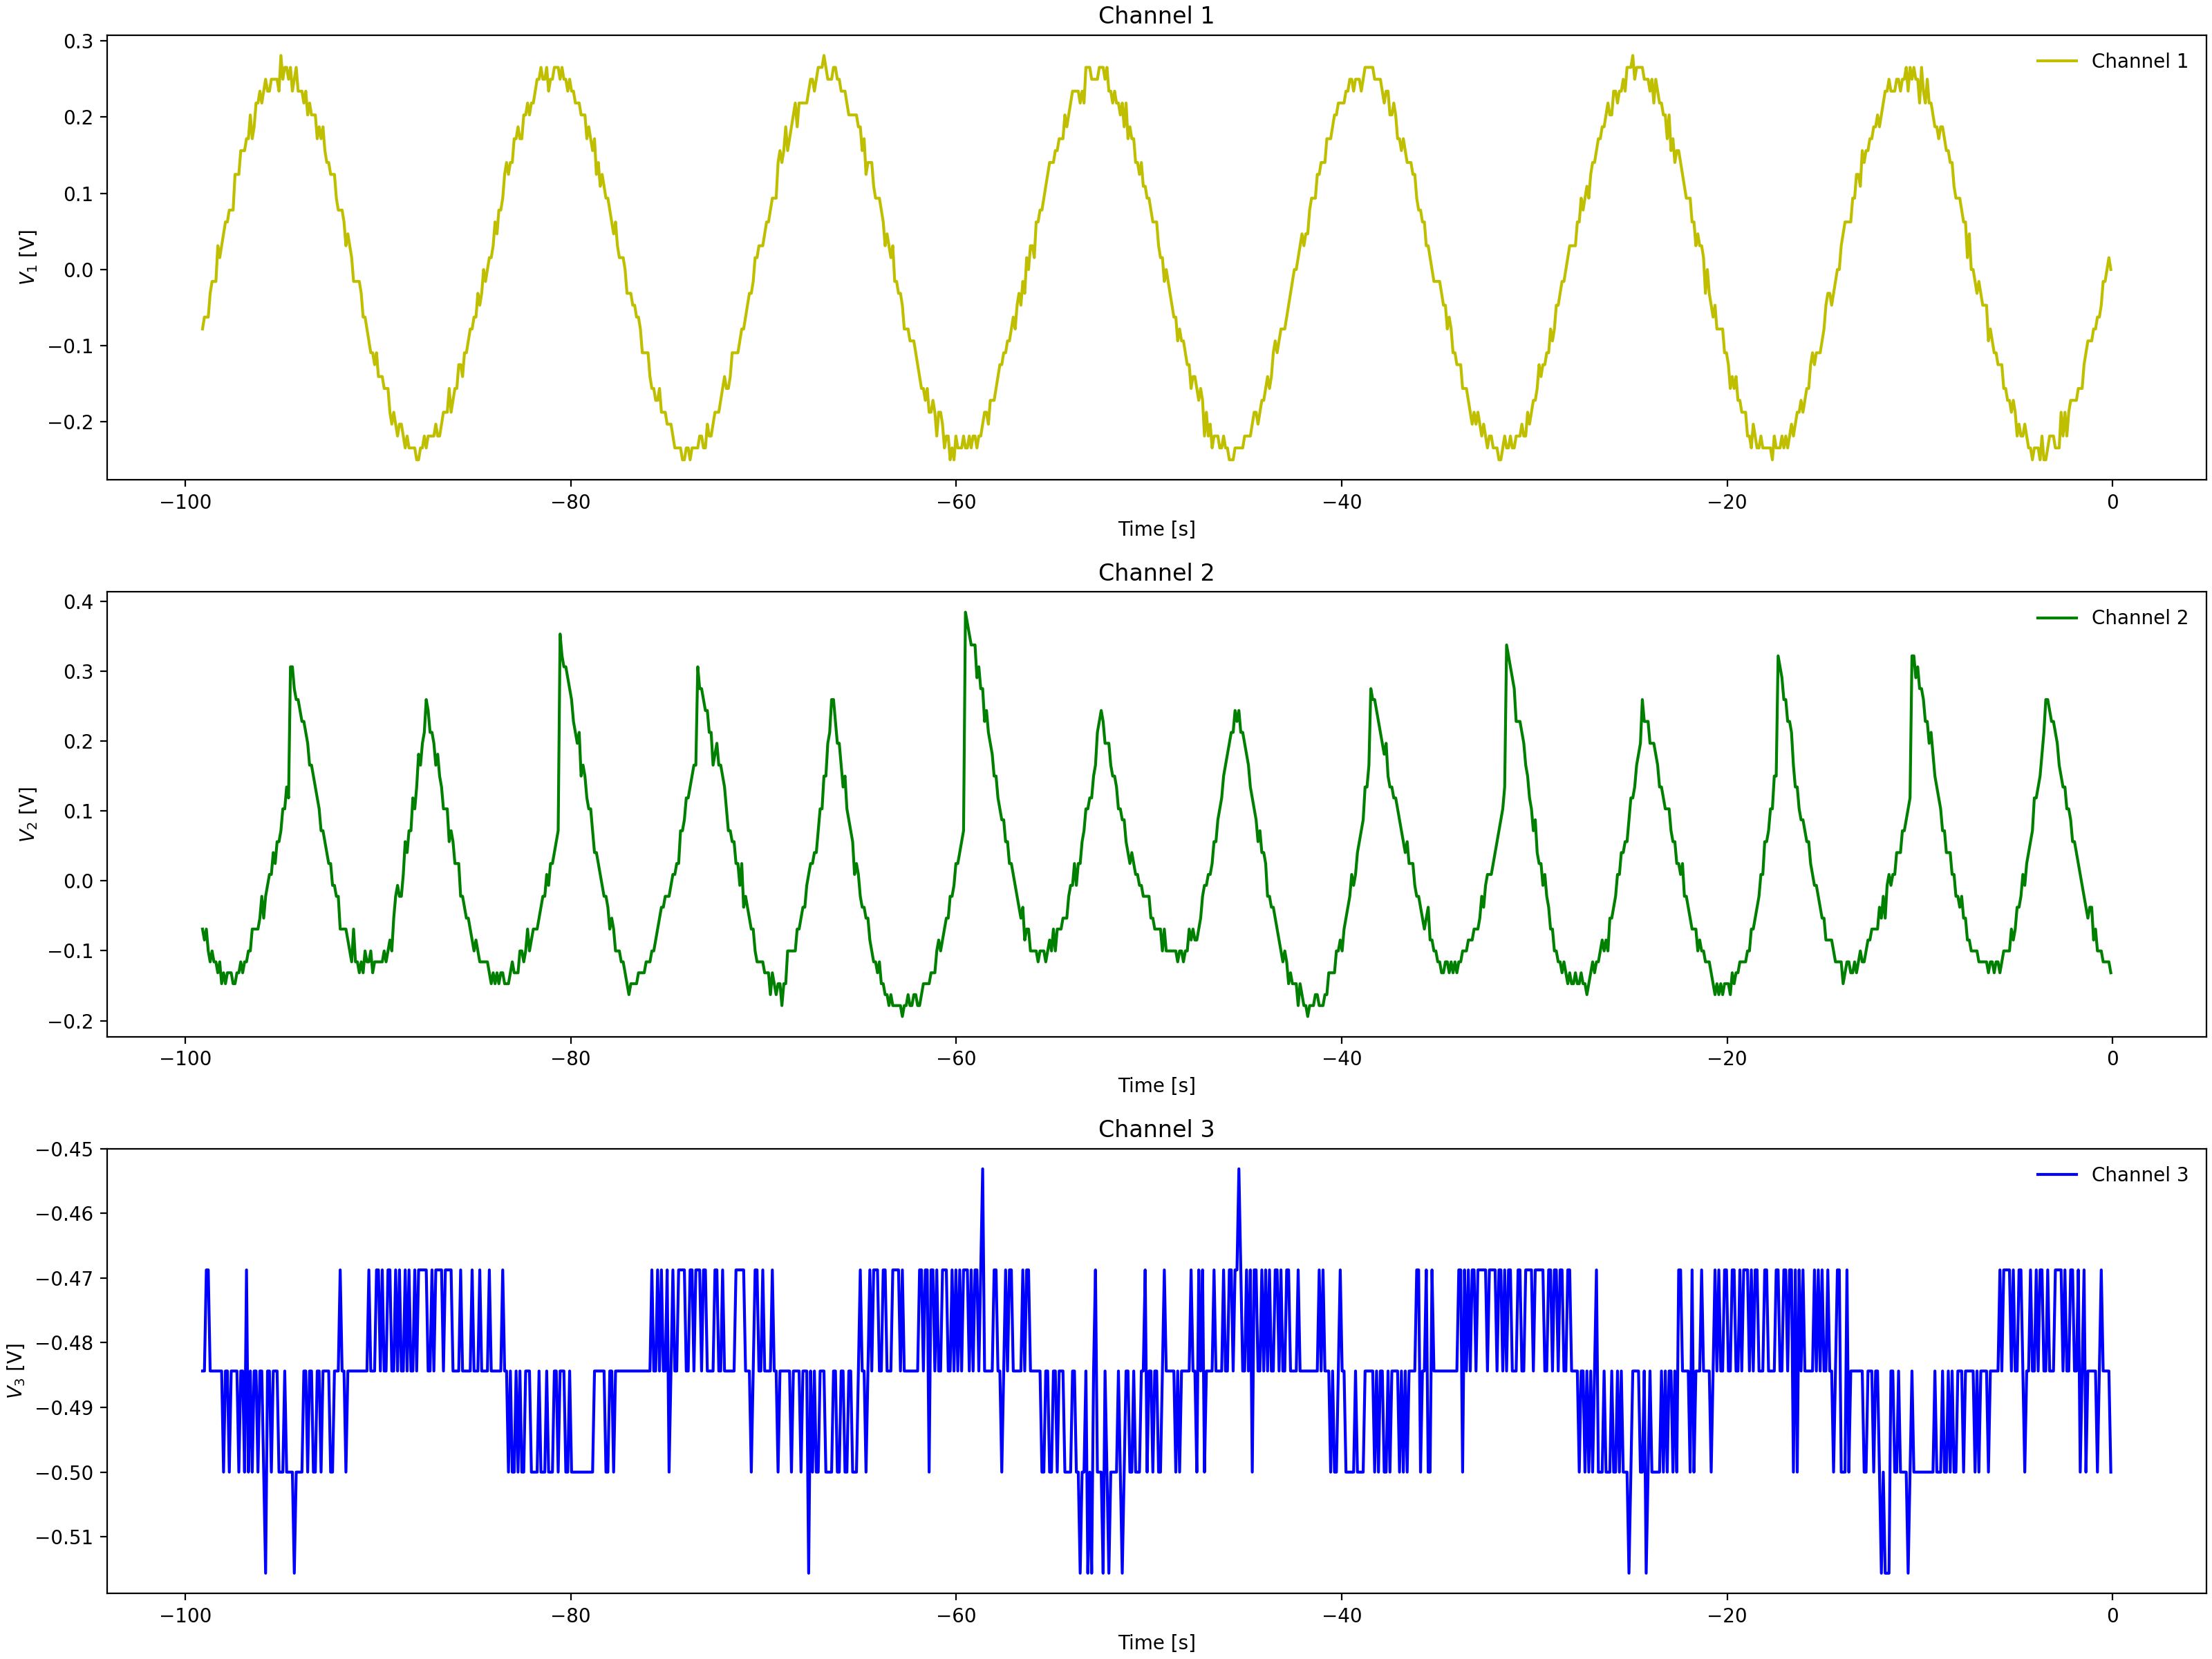 Channel 1
0.3
0.2
0.1
0.0
−0.1
−0.2
V1 [V]
Channel 1
−100 −80 −60 −40 −20 0
Time [s]
Channel 2
0.4
0.3
0.2
0.1
0.0
−0.1
−0.2
V2 [V]
Channel 2
−100 −80 −60 −40 −20 0
Time [s]
Channel 3
−0.45
−0.46
−0.47
−0.48
−0.49
−0.50
−0.51
V3 [V]
Channel 3
−100 −80 −60 −40 −20 0
Time [s]